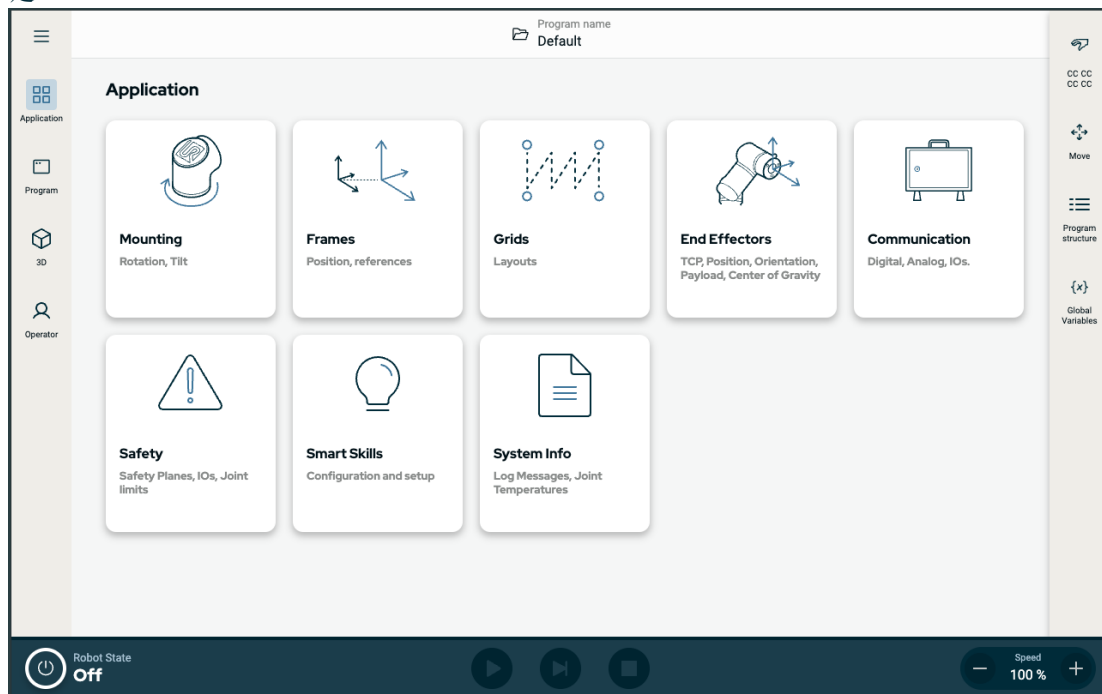 Program name
Default
Application
Program
3D
Operator
Application
Mounting
Rotation, Tilt
Frames
Position, references
Grids
Layouts
End Effectors
TCP, Position, Orientation,
Payload, Center of Gravity
Communication
Digital, Analog, IOs.
Safety
Safety Planes, IOs, Joint
limits
Smart Skills
Configuration and setup
System Info
Log Messages, Joint
Temperatures
CC CC
CC CC
Move
Program
structure
{x}
Global
Variables
Robot State
Off
Speed
100 %